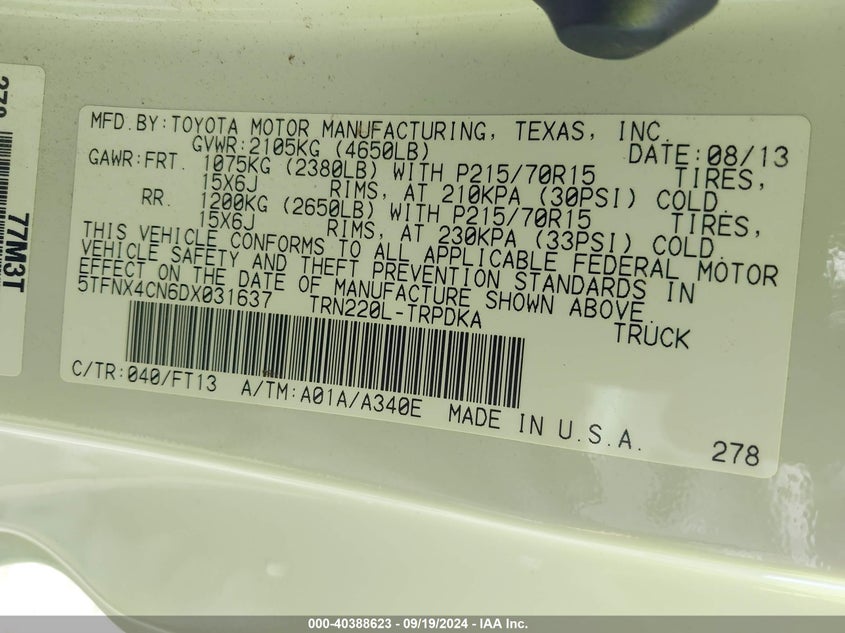 MFD.BY:TOYOTA MOTOR MANUFACTURING, TEXAS, INC.
GVWR:2105KG (4650LB) DATE:08/13
GAWR:FRT. 1075KG (2380LB) WITH P215/70R15 TIRES,
15X6J RIMS, AT 210KPA (30PSI) COLD.
RR. 1200KG (2650LB) WITH P215/70R15 TIRES,
15X6J RIMS, AT 230KPA (33PSI) COLD.
THIS VEHICLE CONFORMS TO ALL APPLICABLE FEDERAL MOTOR
VEHICLE SAFETY AND THEFT PREVENTION STANDARDS IN
EFFECT ON THE DATE OF MANUFACTURE SHOWN ABOVE.
5TFNX4CN6DX031637 TRN220L-TRPDKA TRUCK
C/TR:040/FT13 A/TM:A01A/A340E MADE IN U.S.A.
278
77M3T
000-40388623 - 09/19/2024 - IAA Inc.